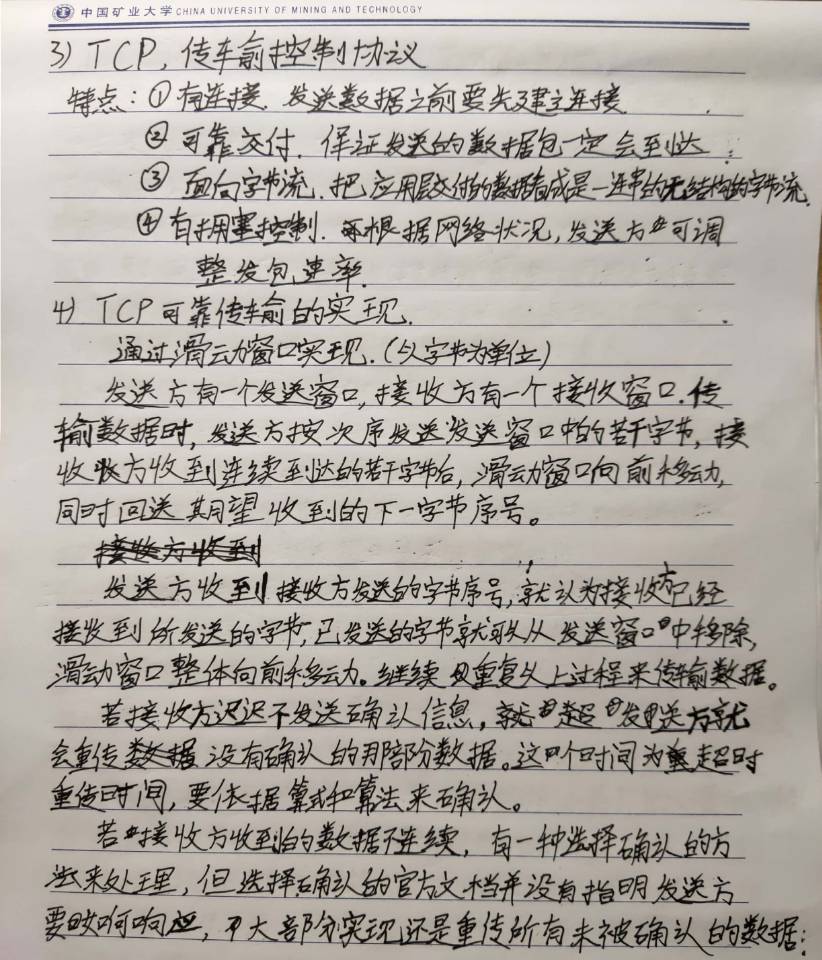 中国矿业大学 CHINA UNIVERSITY OF MINING AND TECHNOLOGY
3) TCP, 传输控制协议
特点:①有连接. 发送数据之前要先建立连接
②可靠交付. 保证发送的数据包一定会到达
③面向字节流. 把应用层交付的数据看成是一连串的无结构的字节流.
④有拥塞控制. 根据网络状况,发送方可调
整发包速率.
4) TCP可靠传输的实现.
通过滑动窗口实现.(以字节为单位)
发送方有一个发送窗口,接收方有一个接收窗口.传
输数据时,发送方按次序发送发送窗口中的若干字节,接
收方收到连续到达的若干字节后,滑动窗口向前移动,
同时回送期望收到的下一字节序号。
接收方收到
发送方收到接收方发送的字节序号,就认为接收方已经
接收到所发送的字节,已发送的字节就可以从发送窗口中移除,
滑动窗口整体向前移动。继续重复以上过程来传输数据。
若接收方迟迟不发送确认信息,发送方就
会重传没有确认的那部分数据。这个时间为超时
重传时间,要依据算式和算法来确认。
若接收方收到的数据不连续,有一种选择确认的方
法来处理,但选择确认的官方文档并没有指明发送方
要如何响应,大部分实现还是重传所有未被确认的数据;